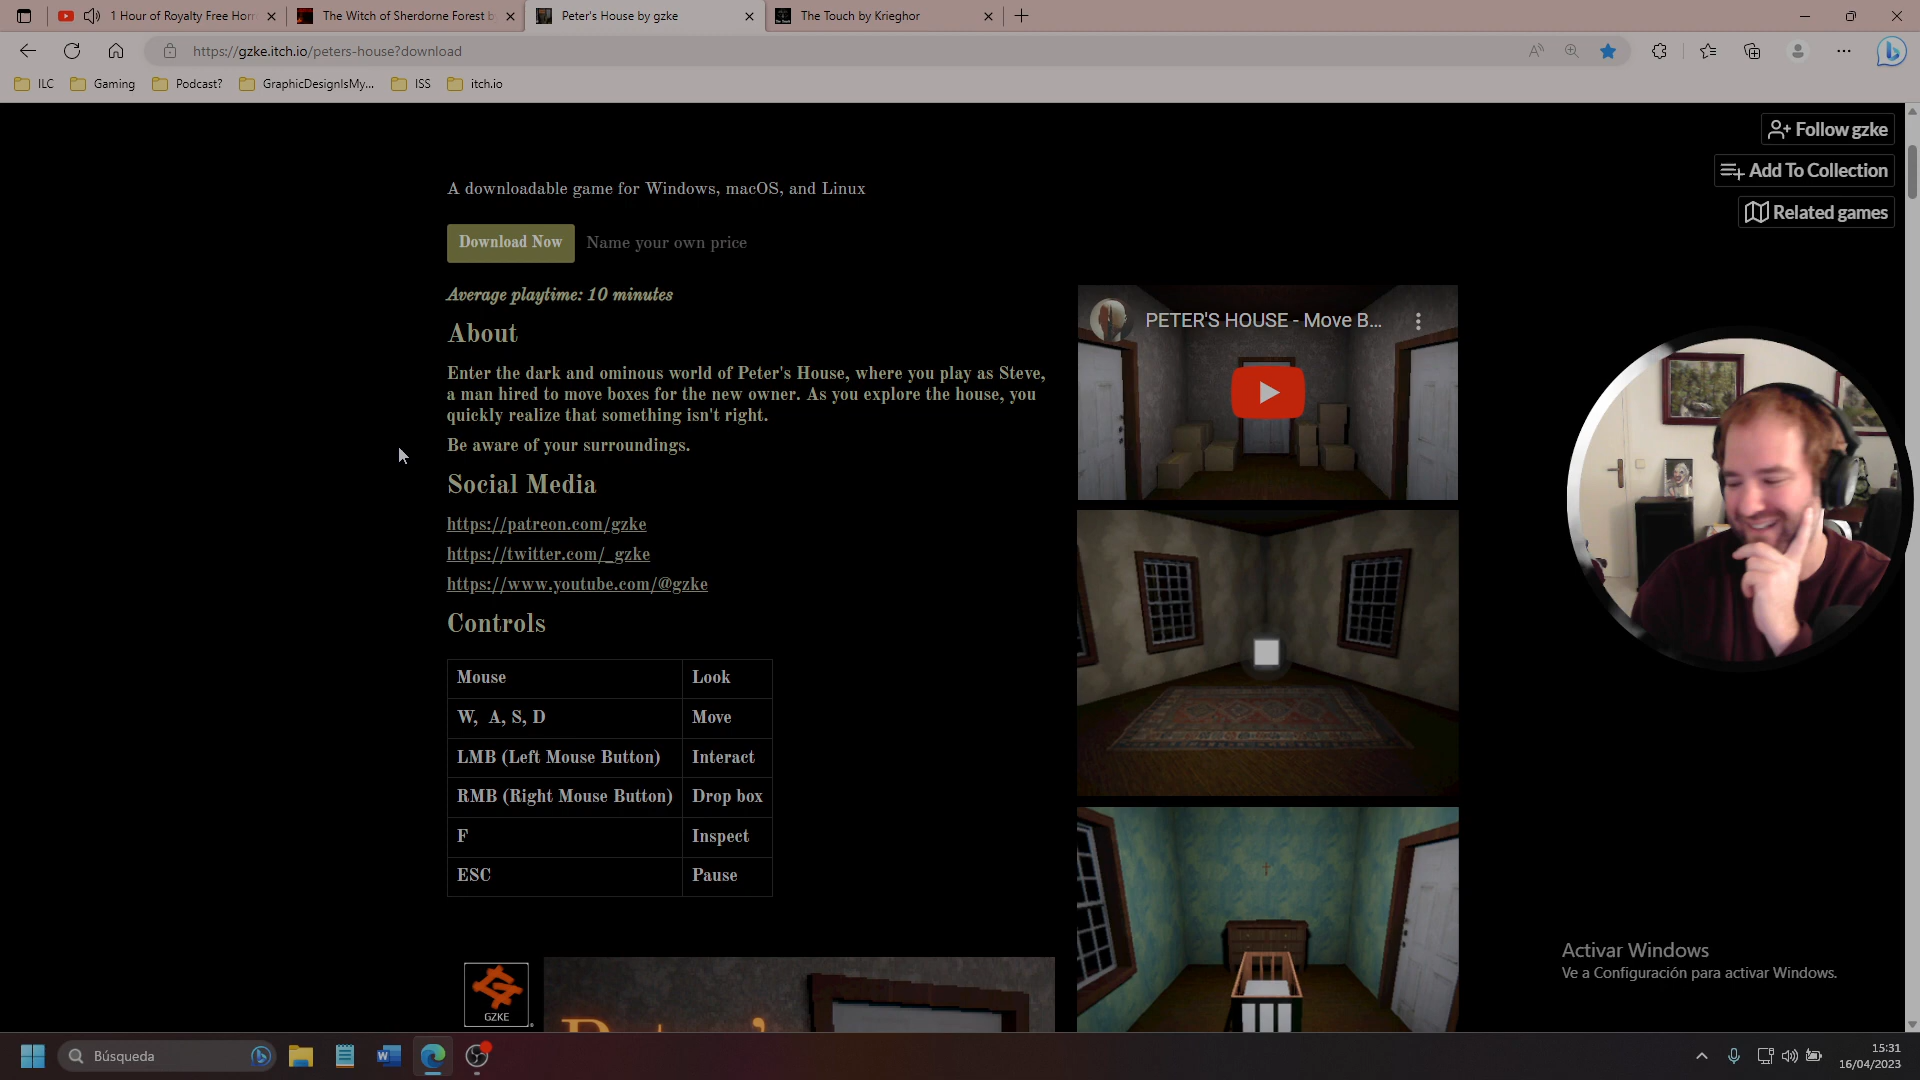 1 Hour of Royalty Free Horr
The Witch of Sherdorne Forest b
Peter's House by gzke
The Touch by Krieghor
https://gzke.itch.io/peters-house?download
ILC
Gaming
Podcast?
GraphicDesignIsMy...
ISS
itch.io
Follow gzke
Add To Collection
Related games
A downloadable game for Windows, macOS, and Linux
Download Now
Name your own price
Average playtime: 10 minutes
About
Enter the dark and ominous world of Peter's House, where you play as Steve,
a man hired to move boxes for the new owner. As you explore the house, you
quickly realize that something isn't right.
Be aware of your surroundings.
Social Media
https://patreon.com/gzke
https://twitter.com/_gzke
https://www.youtube.com/@gzke
Controls
Mouse Look
W, A, S, D Move
LMB (Left Mouse Button) Interact
RMB (Right Mouse Button) Drop box
F Inspect
ESC Pause
PETER'S HOUSE - Move B...
GZKE
Peter's
Activar Windows
Ve a Configuración para activar Windows.
Búsqueda
15:31
16/04/2023